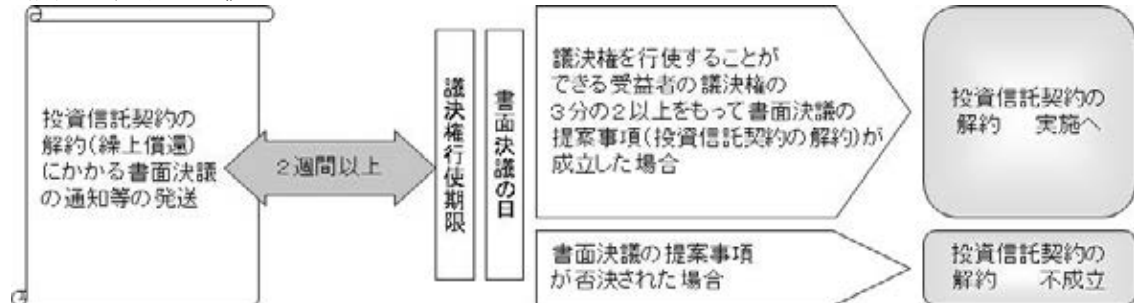 投資信託契約の
解約(繰上償還)
にかかる書面決議
の通知等の発送
2週間以上
議決権行使期限
書面決議の日
議決権を行使することが
できる受益者の議決権の
3分の2以上をもって書面決議の
提案事項(投資信託契約の解約)が
成立した場合
投資信託契約の
解約　実施へ
書面決議の提案事項
が否決された場合
投資信託契約の
解約　不成立